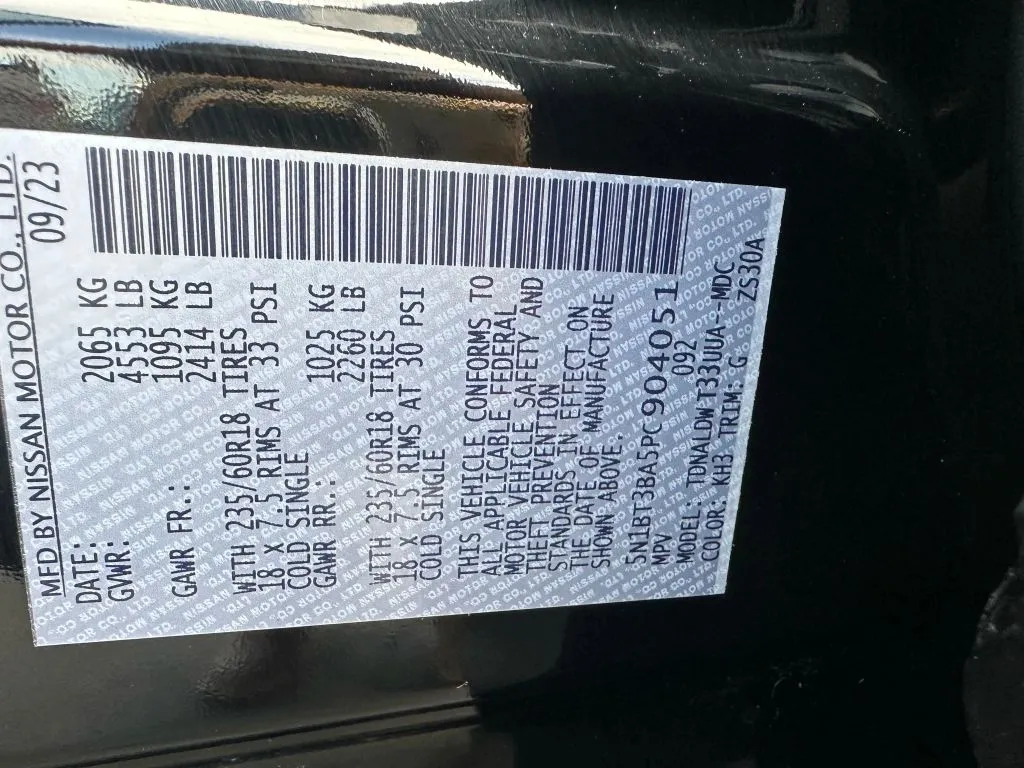 MFD BY NISSAN MOTOR CO., LTD.
DATE: 09/23
GVWR: 2065 KG
4553 LB
GAWR FR.: 1095 KG
2414 LB
WITH 235/60R18 TIRES
18 X 7.5 RIMS AT 33 PSI
COLD SINGLE
GAWR RR.: 1025 KG
2260 LB
WITH 235/60R18 TIRES
18 X 7.5 RIMS AT 30 PSI
COLD SINGLE
THIS VEHICLE CONFORMS TO
ALL APPLICABLE FEDERAL
MOTOR VEHICLE SAFETY AND
THEFT PREVENTION
STANDARDS IN EFFECT ON
THE DATE OF MANUFACTURE
SHOWN ABOVE.
5N1BT3BA5PC904051
MPV 092
MODEL: TDNALDWT33UUA--MDC
COLOR: KH3 TRIM: G ZS30A